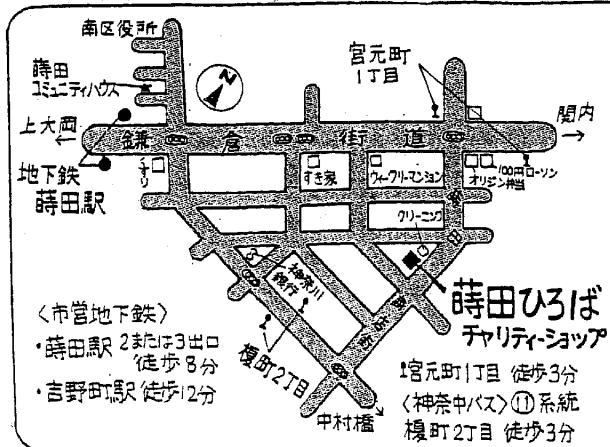 南区役所
蒔田
コミュニティハウス
N
宮元町
1丁目
←
上大岡
鎌倉街道
→
関内
地下鉄
蒔田駅
くすり
すき家
ウィークリーマンション
オリジン弁当
100円ローソン
クリーニング
神奈川
銀行
榎町2丁目
中村橋
蒔田ひろば
チャリティーショップ
〈市営地下鉄〉
・蒔田駅 2または3出口
徒歩8分
・吉野町駅 徒歩12分
宮元町1丁目 徒歩3分
〈神奈中バス〉⑪系統
榎町2丁目 徒歩3分